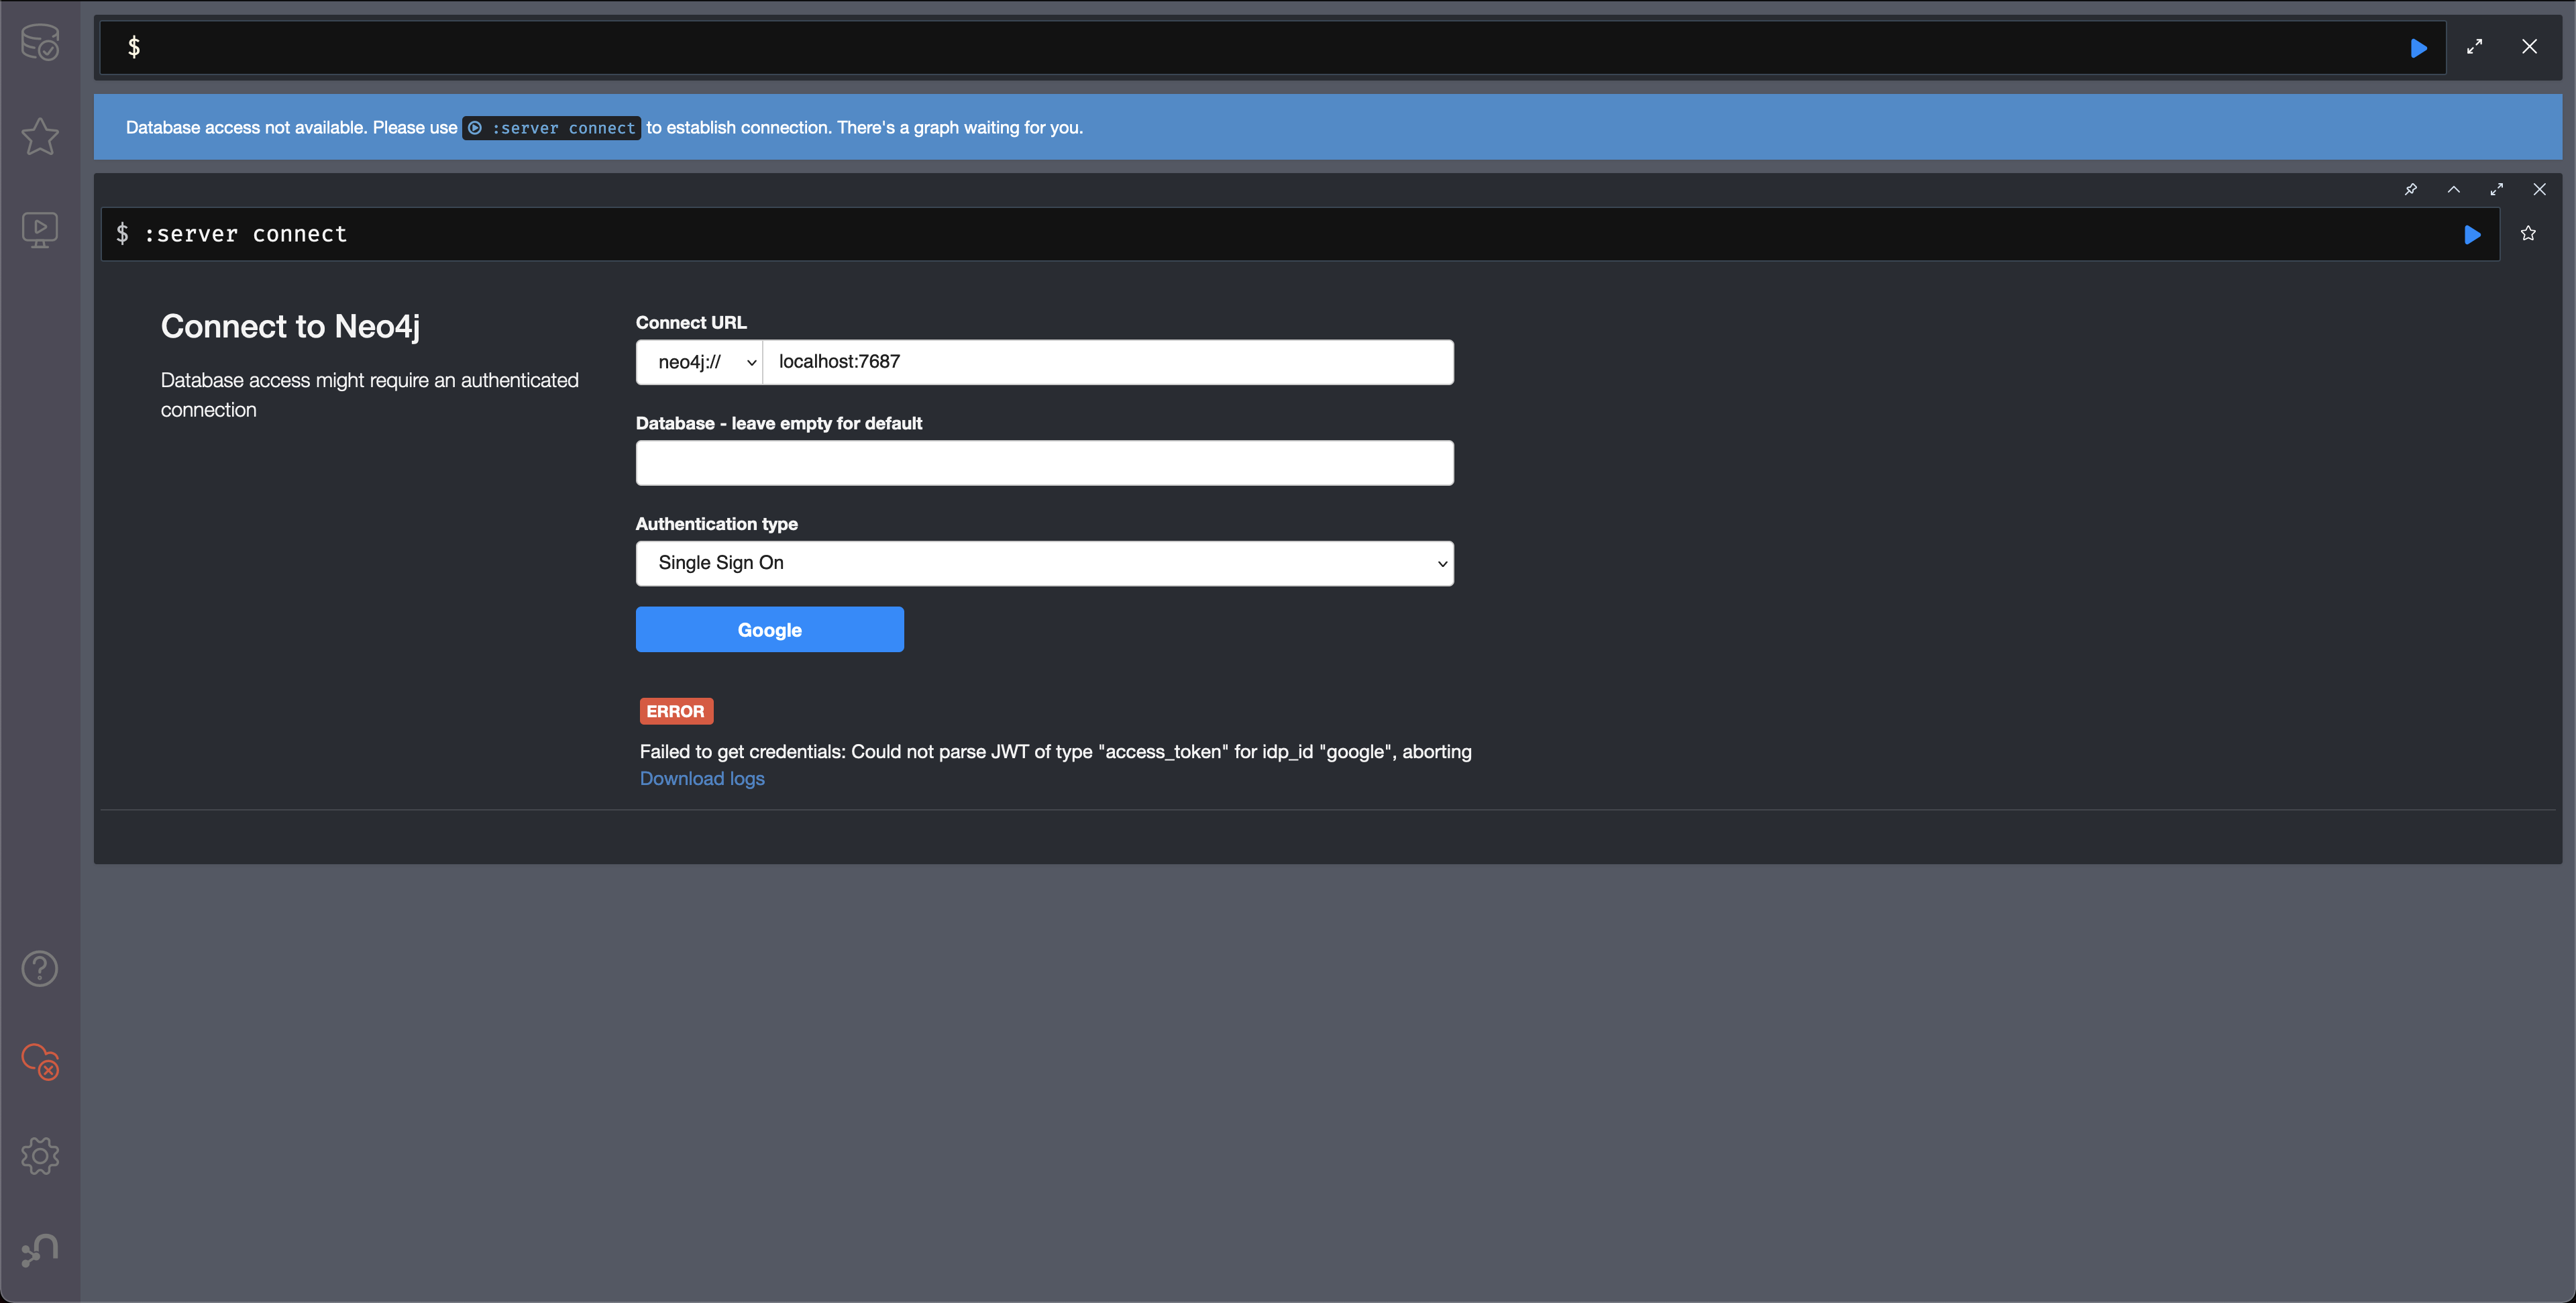 $
Database access not available. Please use :server connect to establish connection. There's a graph waiting for you.
$ :server connect
Connect to Neo4j
Database access might require an authenticated
connection
Connect URL
neo4j://
localhost:7687
Database - leave empty for default
Authentication type
Single Sign On
Google
ERROR
Failed to get credentials: Could not parse JWT of type "access_token" for idp_id "google", aborting
Download logs